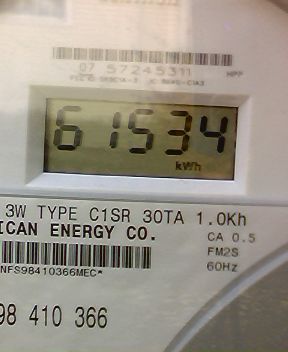 07 57245311 HPP
61534
kWh
3W TYPE C1SR 30TA 1.0Kh
ICAN ENERGY CO.
CA 0.5
FM2S
60Hz
NFS98410366MEC*
98 410 366